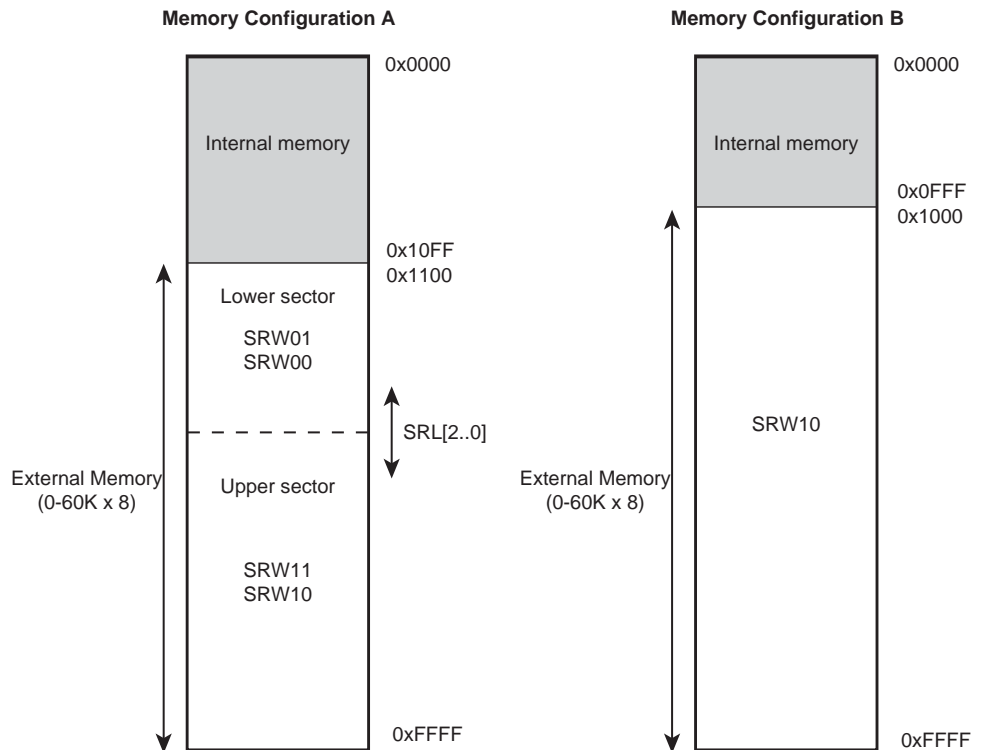 Memory Configuration A
0x0000
Internal memory
0x10FF
0x1100
Lower sector
SRW01
SRW00
SRL[2..0]
External Memory
(0-60K x 8)
Upper sector
SRW11
SRW10
0xFFFF
Memory Configuration B
0x0000
Internal memory
0x0FFF
0x1000
SRW10
External Memory
(0-60K x 8)
0xFFFF